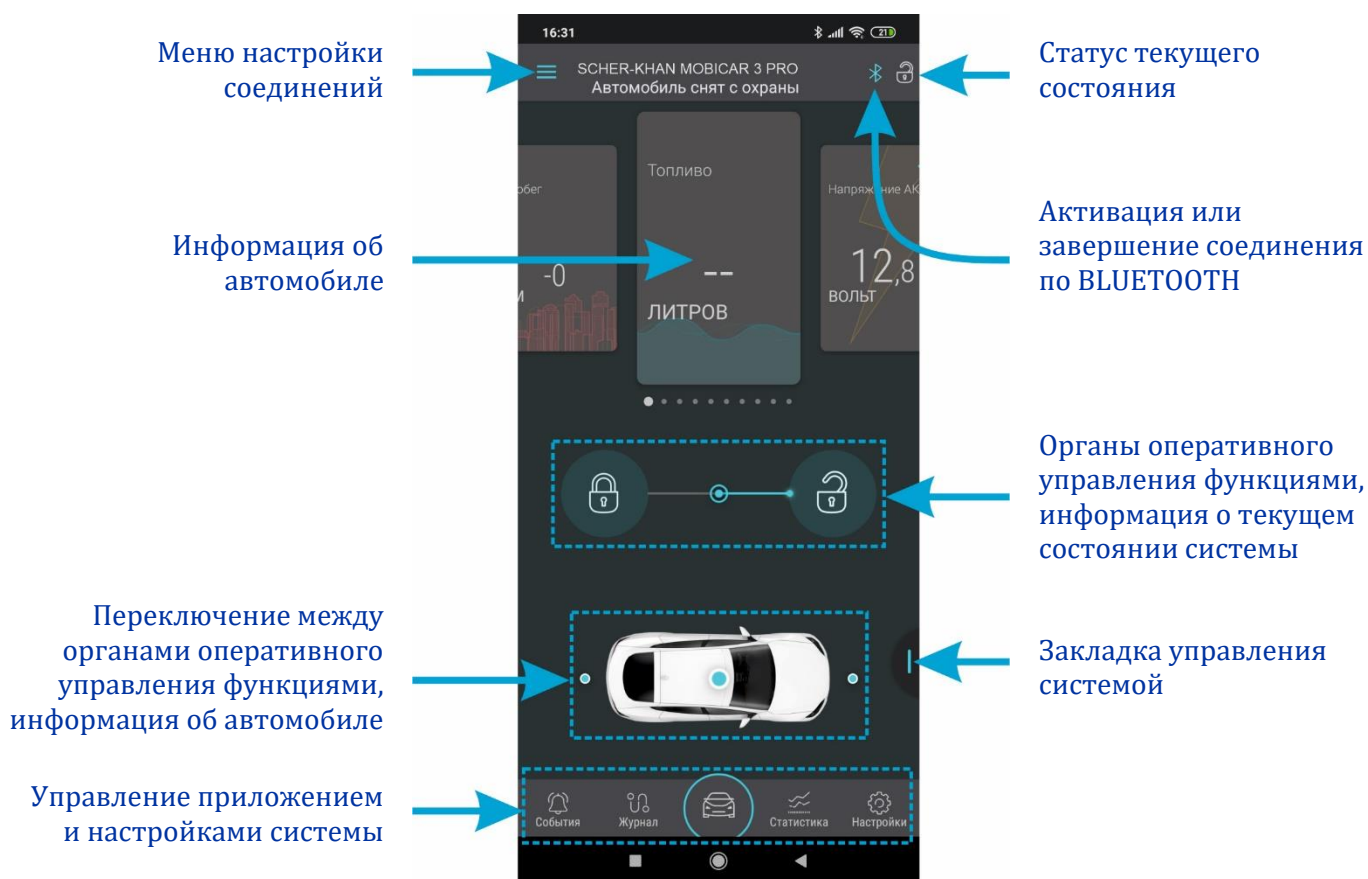 Меню настройки
соединений
Информация об
автомобиле
Переключение между
органами оперативного
управления функциями,
информация об автомобиле
Управление приложением
и настройками системы
16:31
21
SCHER-KHAN MOBICAR 3 PRO
Автомобиль снят с охраны
обег
-0
М
Топливо
--
ЛИТРОВ
Напряжение АК
12,8
ВОЛЬТ
События
Журнал
Статистика
Настройки
Статус текущего
состояния
Активация или
завершение соединения
по BLUETOOTH
Органы оперативного
управления функциями,
информация о текущем
состоянии системы
Закладка управления
системой